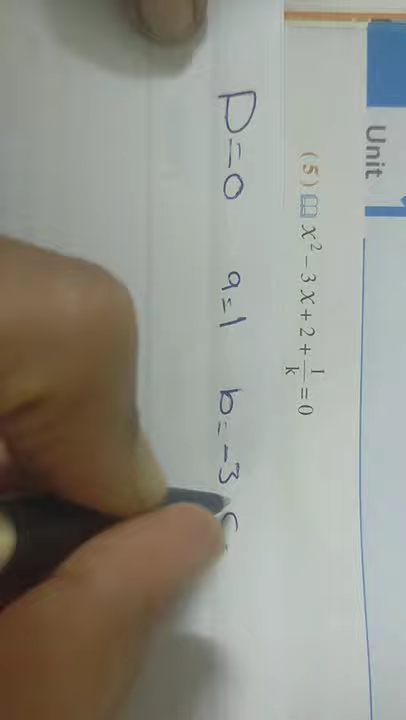 Unit
(5) x² - 3x + 2 + 1/k = 0
D=0 a=1 b=-3 c